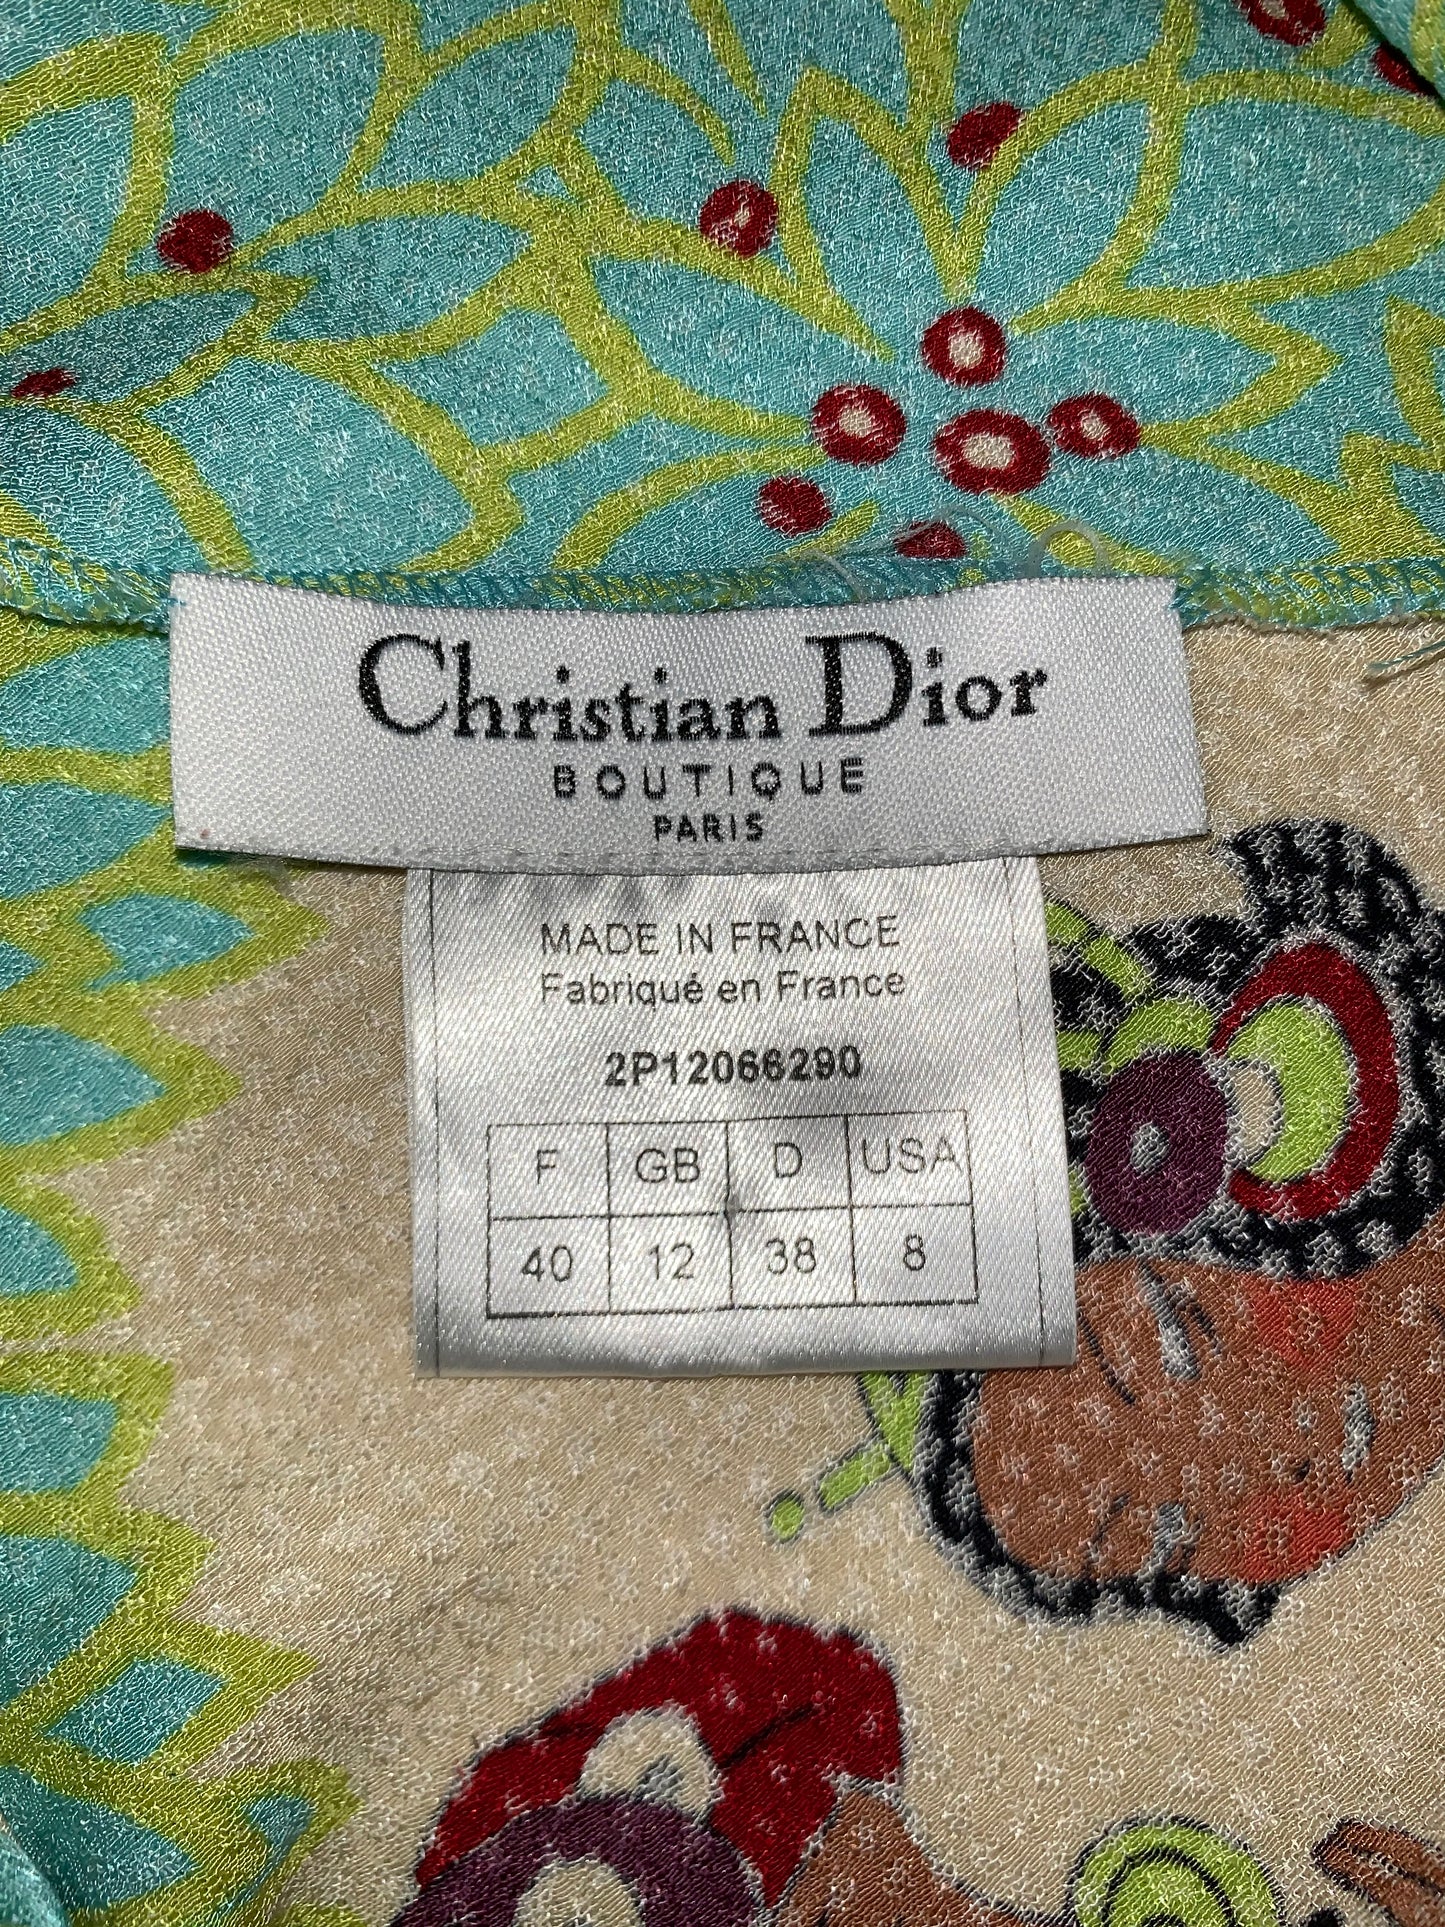 Christian Dior
BOUTIQUE
PARIS
MADE IN FRANCE
Fabriqué en France
2P12066290
F GB D USA
40 12 38 8